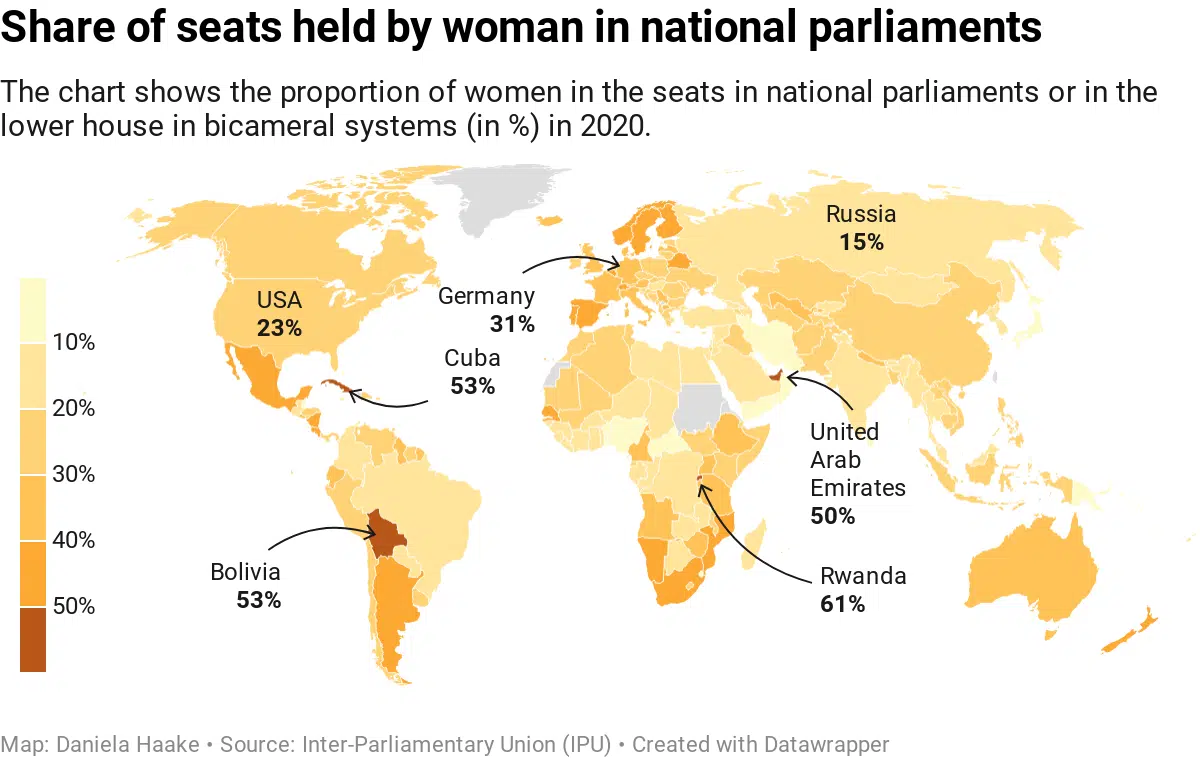 Share of seats held by woman in national parliaments
The chart shows the proportion of women in the seats in national parliaments or in the
lower house in bicameral systems (in %) in 2020.
Russia
15%
USA
23%
Germany
31%
Cuba
53%
10%
20%
30%
40%
50%
United
Arab
Emirates
50%
Bolivia
53%
Rwanda
61%
Map: Daniela Haake • Source: Inter-Parliamentary Union (IPU) • Created with Datawrapper